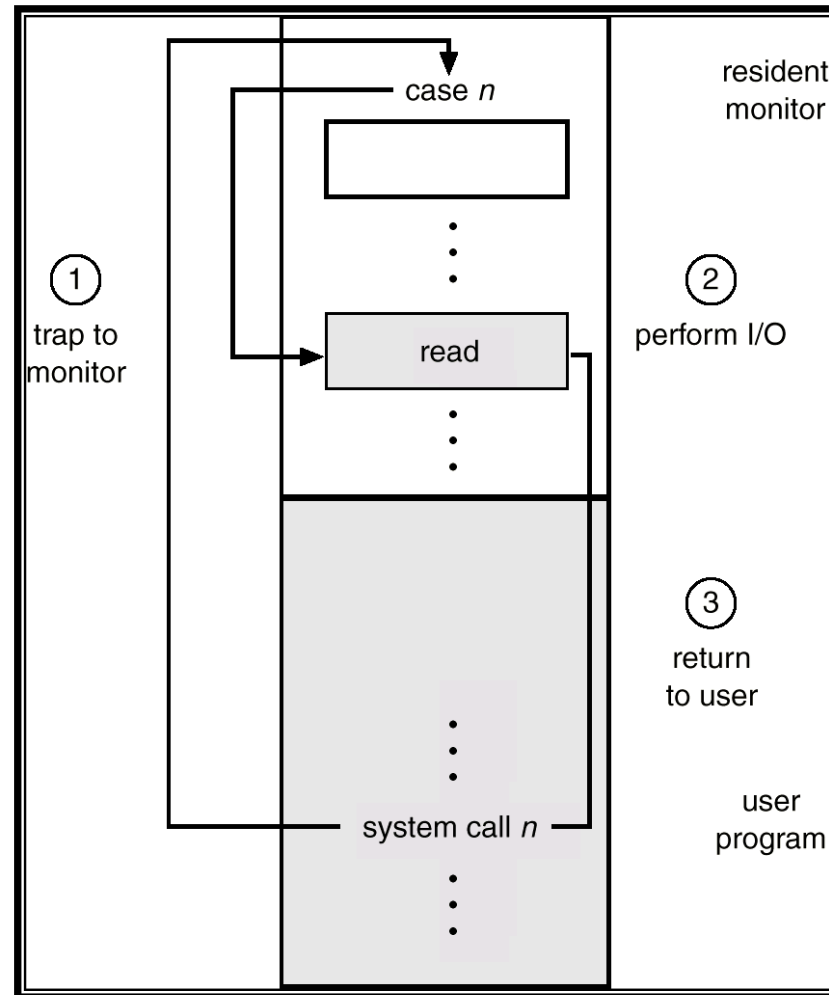 resident
monitor
case n
1
trap to
monitor
2
perform I/O
read
3
return
to user
system call n
user
program